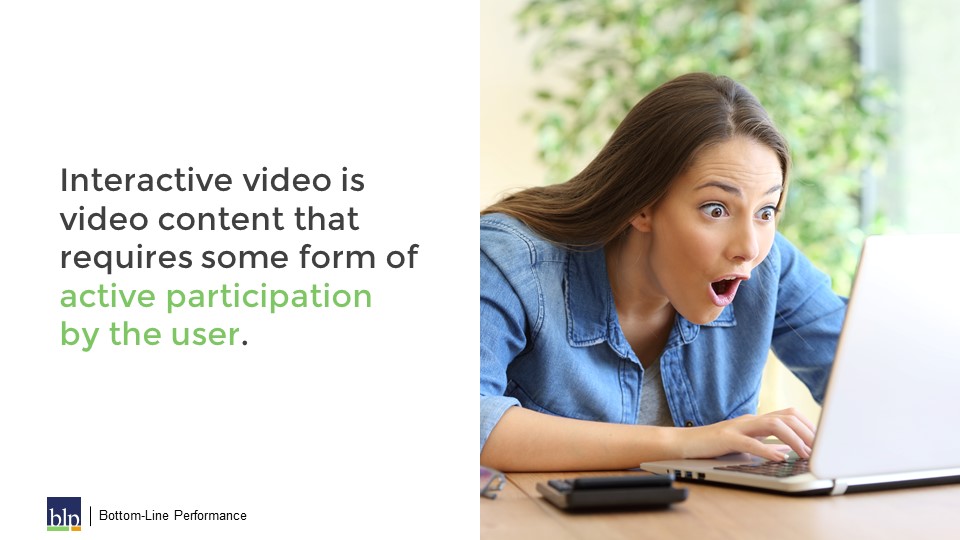 Interactive video is
video content that
requires some form of
active participation
by the user.
blp
Bottom-Line Performance